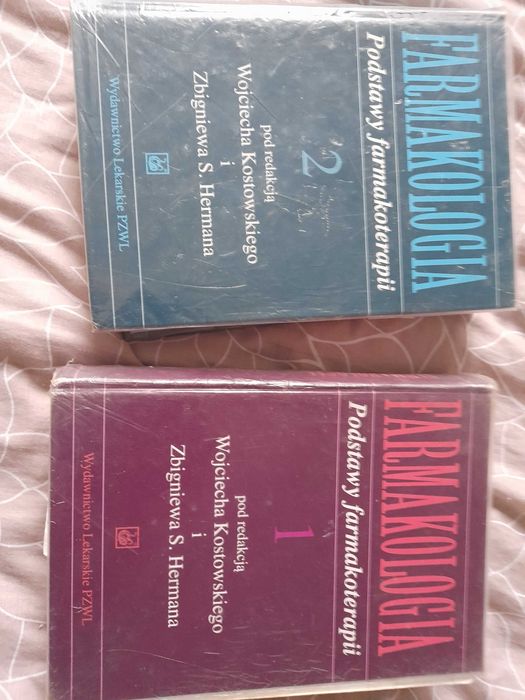 FARMAKOLOGIA
Podstawy farmakoterapii
2
pod redakcją
Wojciecha Kostowskiego
i
Zbigniewa S. Hermana
Wydawnictwo Lekarskie PZWL
FARMAKOLOGIA
Podstawy farmakoterapii
1
pod redakcją
Wojciecha Kostowskiego
i
Zbigniewa S. Hermana
Wydawnictwo Lekarskie PZWL